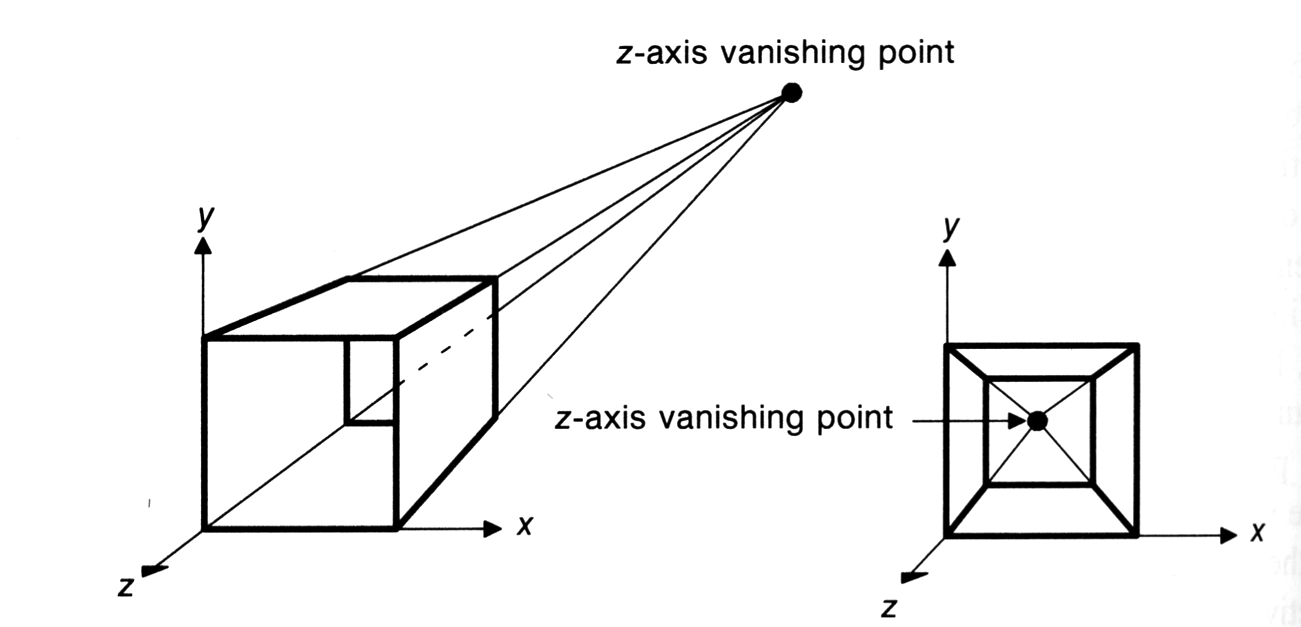 z-axis vanishing point
y
x
z
y
z-axis vanishing point
x
z